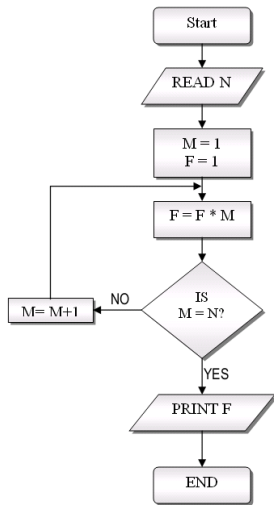 Start
READ N
M = 1
F = 1
F = F * M
IS
M = N?
NO
M= M+1
YES
PRINT F
END